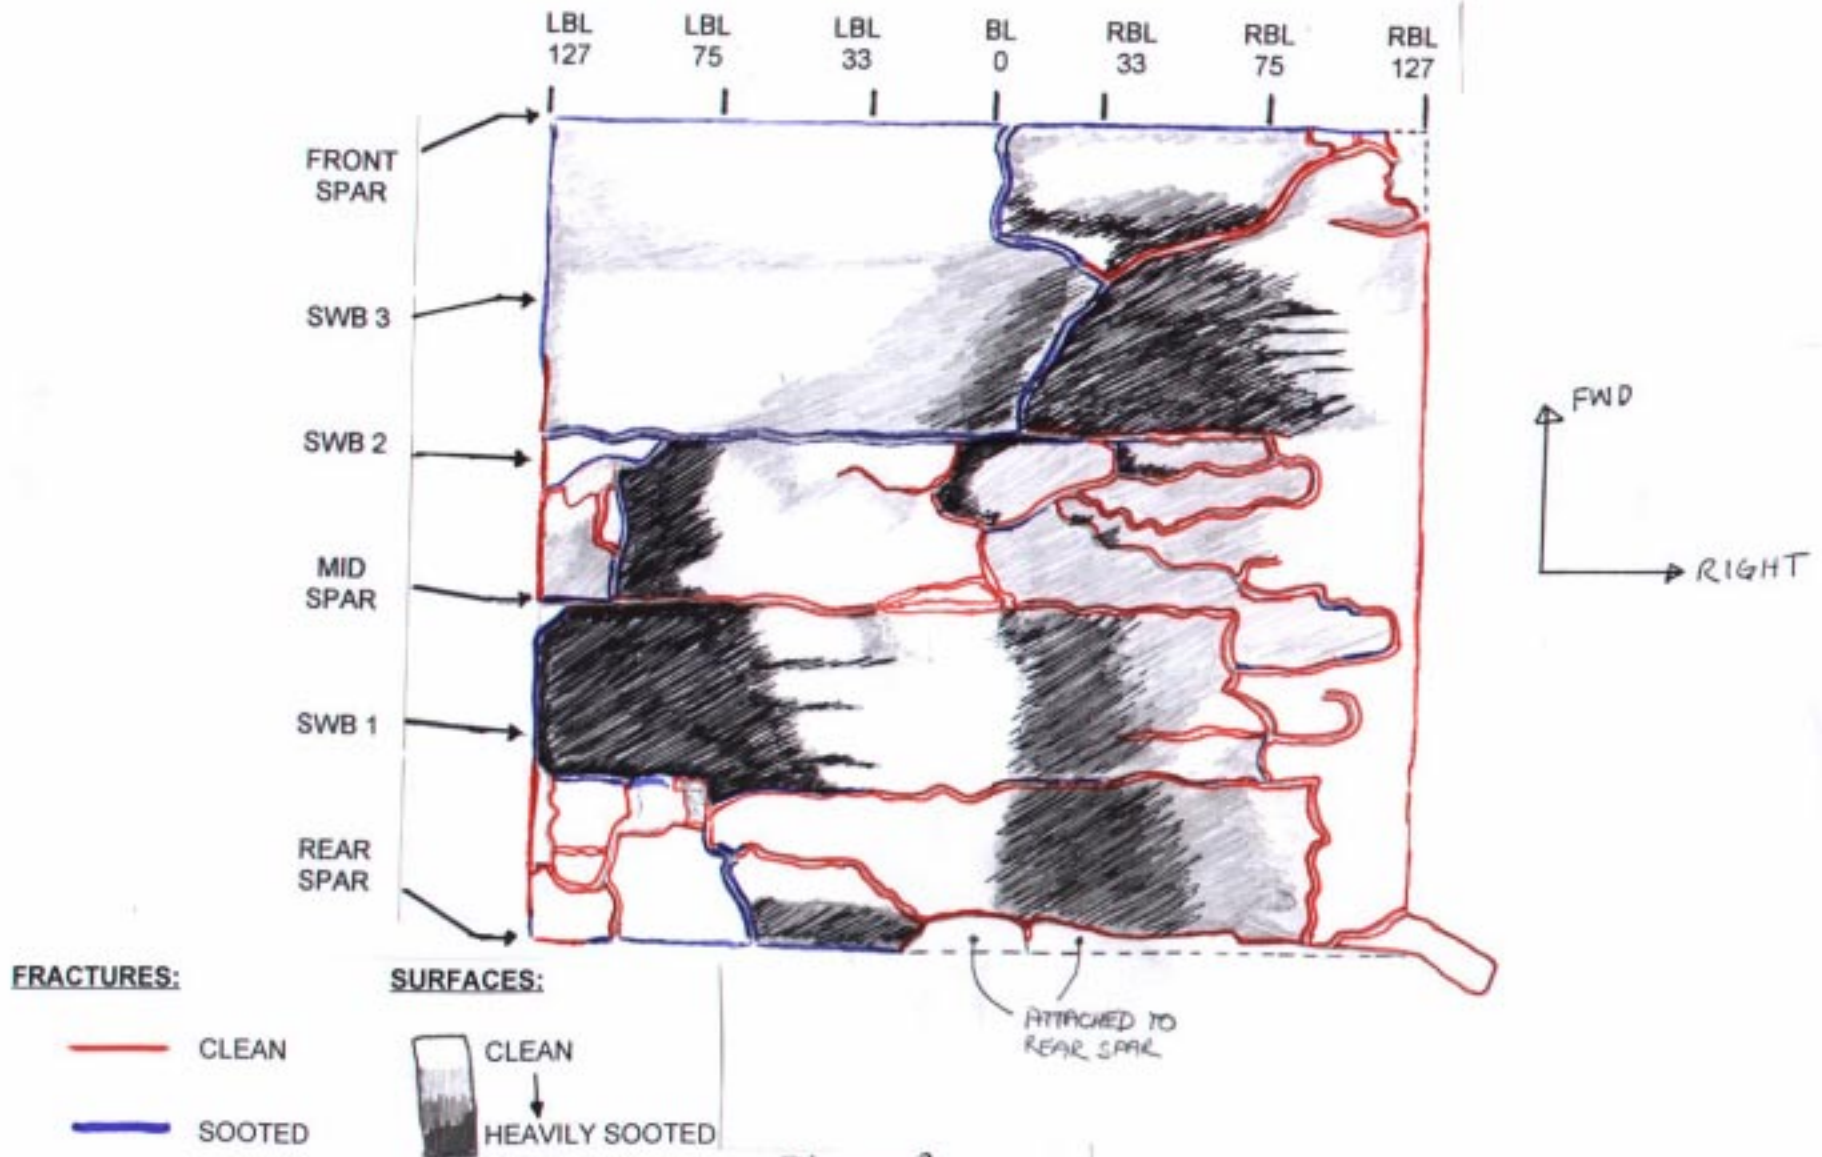 LBL LBL LBL BL RBL RBL RBL
127 75 33 0 33 75 127
FRONT
SPAR
SWB 3
FWD
SWB 2
MID
SPAR
RIGHT
SWB 1
REAR
SPAR
FRACTURES: SURFACES:
ATTACHED TO
REAR SPAR
CLEAN CLEAN
SOOTED HEAVILY SOOTED